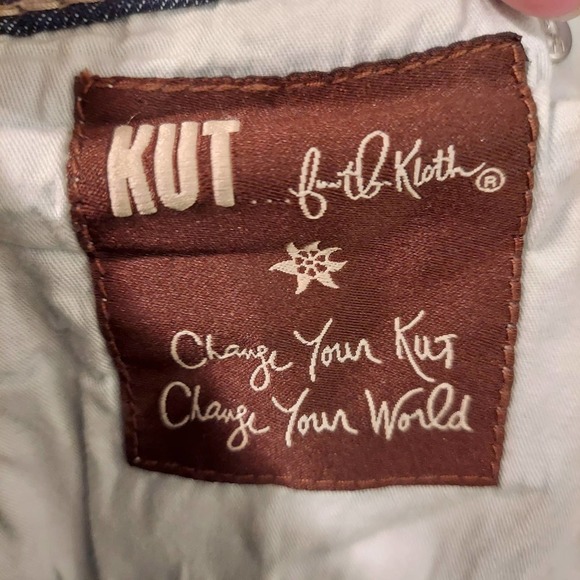 KUT... from the Kloth®
Change Your KUT
Change Your World